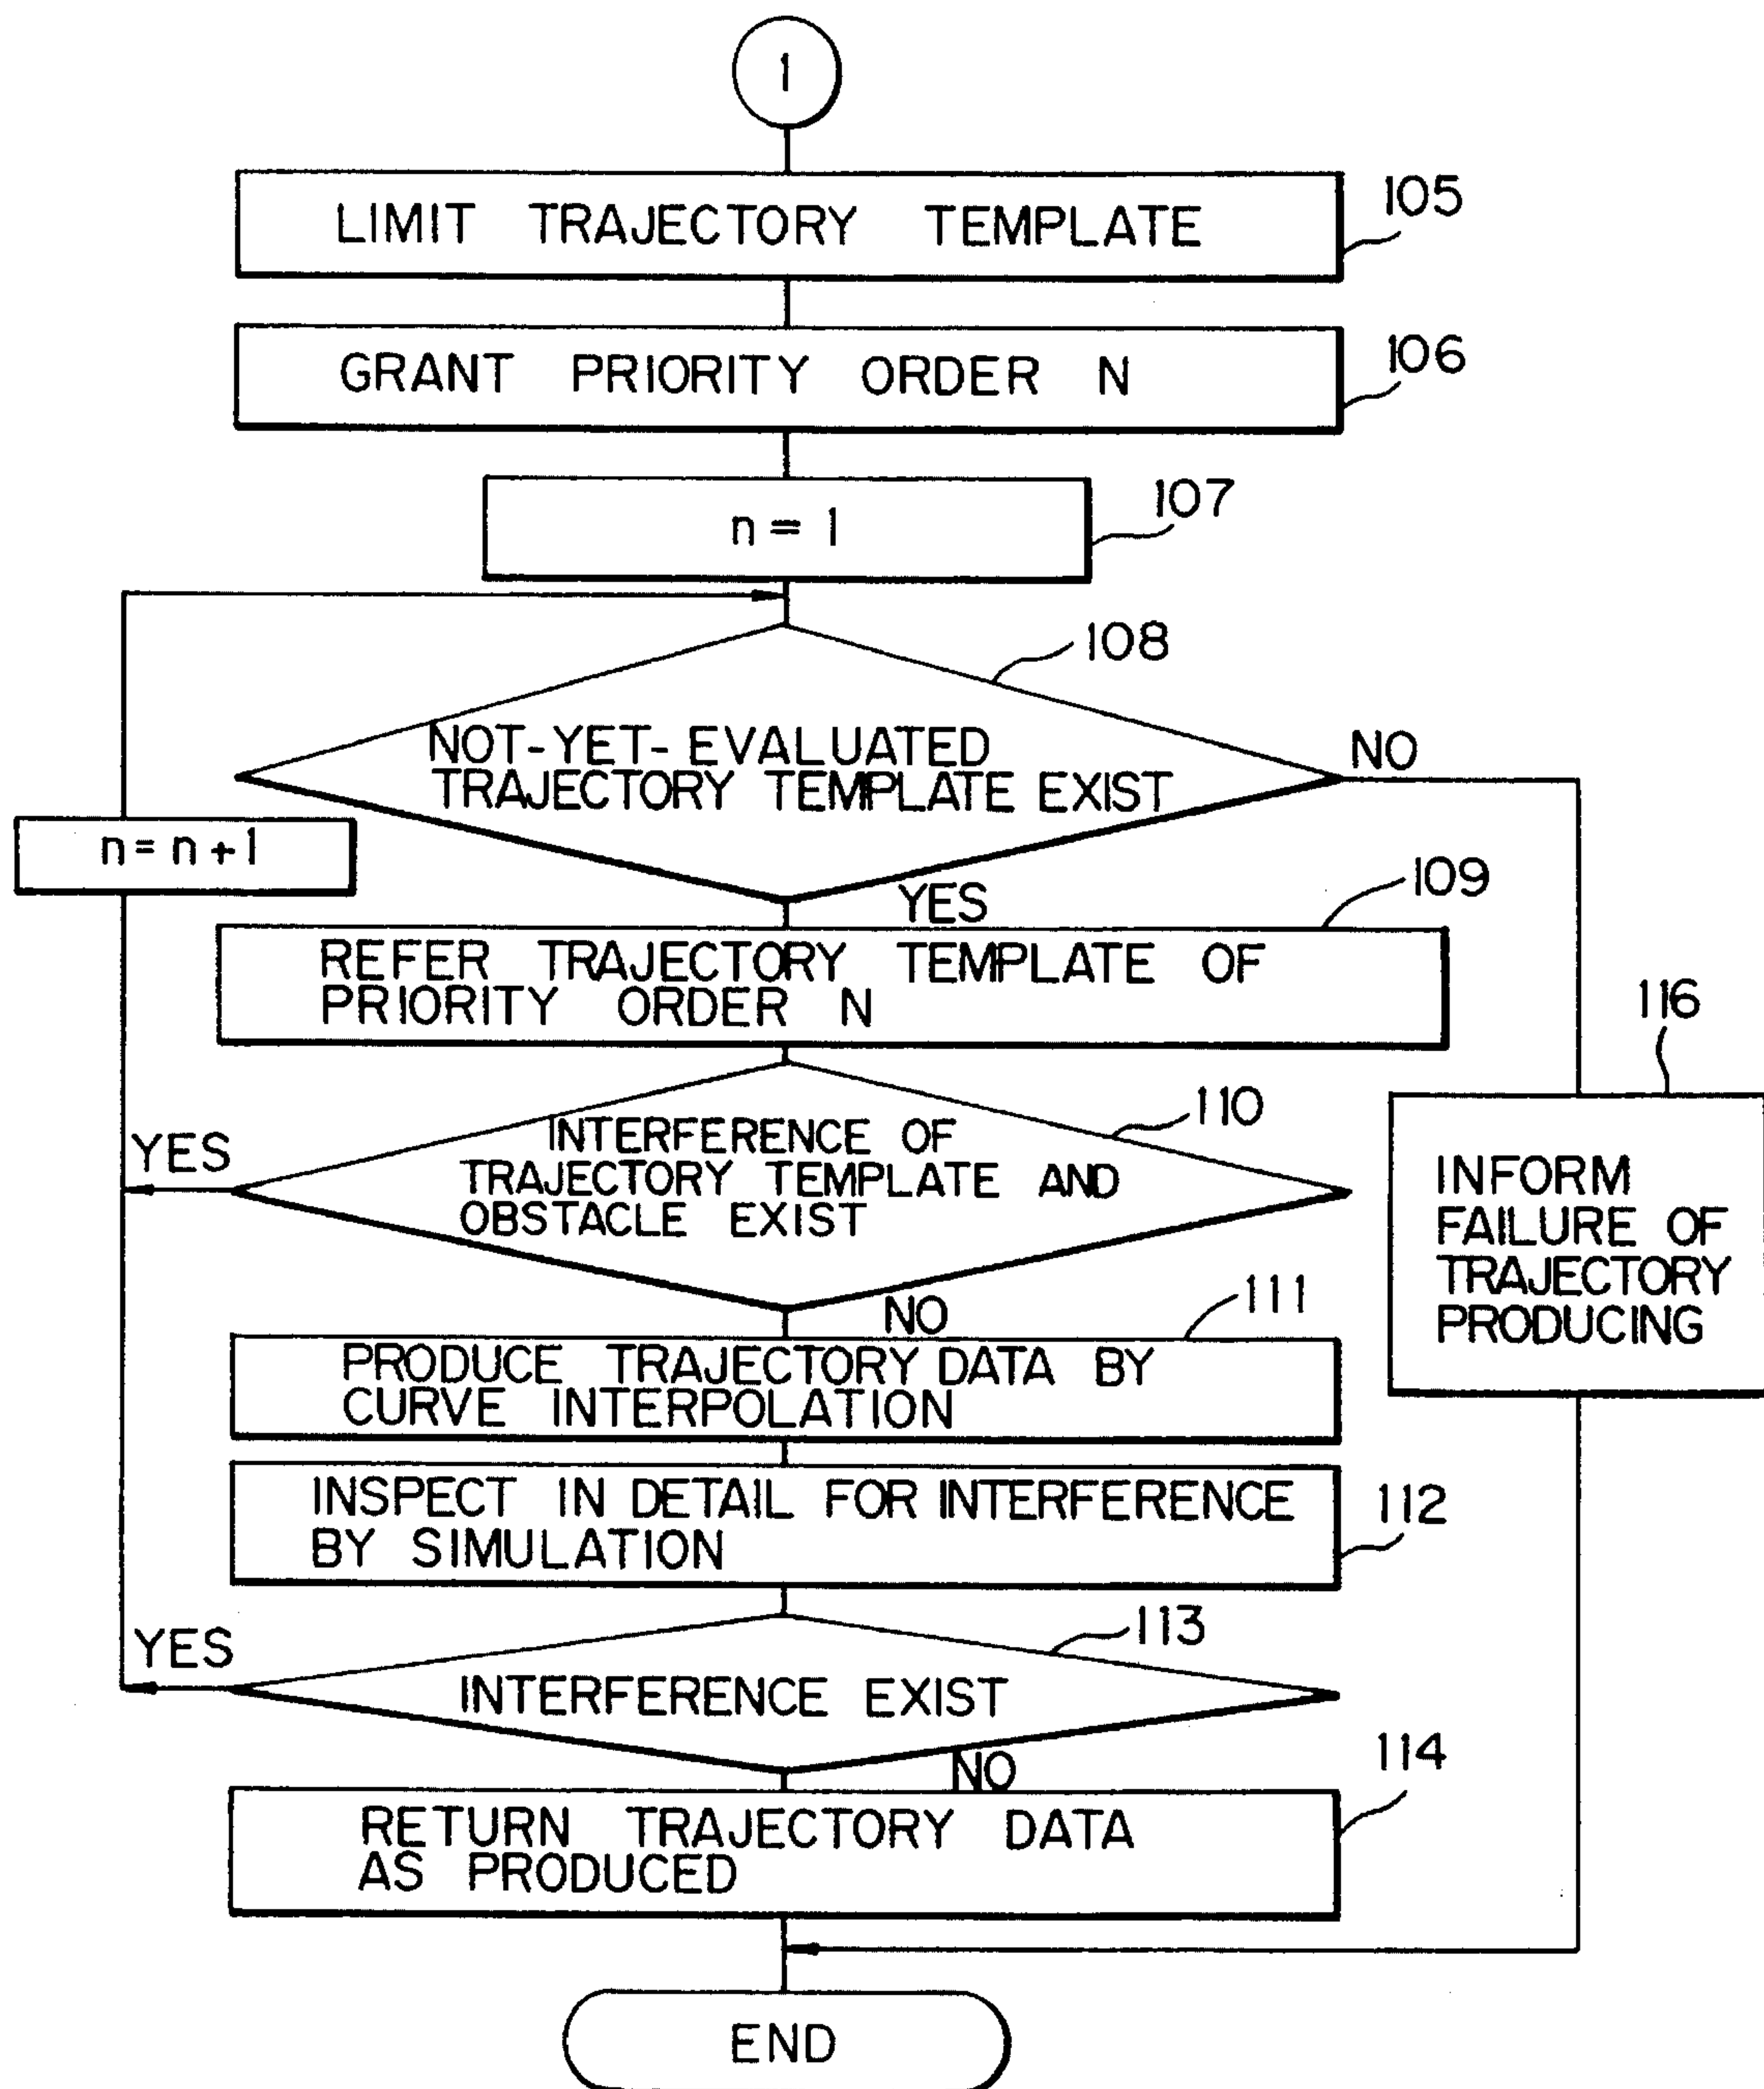 1
LIMIT TRAJECTORY TEMPLATE
105
GRANT PRIORITY ORDER N
106
n = 1
107
108
NOT-YET-EVALUATED
TRAJECTORY TEMPLATE EXIST
NO
n = n + 1
YES
109
REFER TRAJECTORY TEMPLATE OF
PRIORITY ORDER N
116
INFORM
FAILURE OF
TRAJECTORY
PRODUCING
110
YES
INTERFERENCE OF
TRAJECTORY TEMPLATE AND
OBSTACLE EXIST
NO
111
PRODUCE TRAJECTORY DATA BY
CURVE INTERPOLATION
INSPECT IN DETAIL FOR INTERFERENCE
BY SIMULATION
112
113
YES
INTERFERENCE EXIST
NO
114
RETURN TRAJECTORY DATA
AS PRODUCED
END